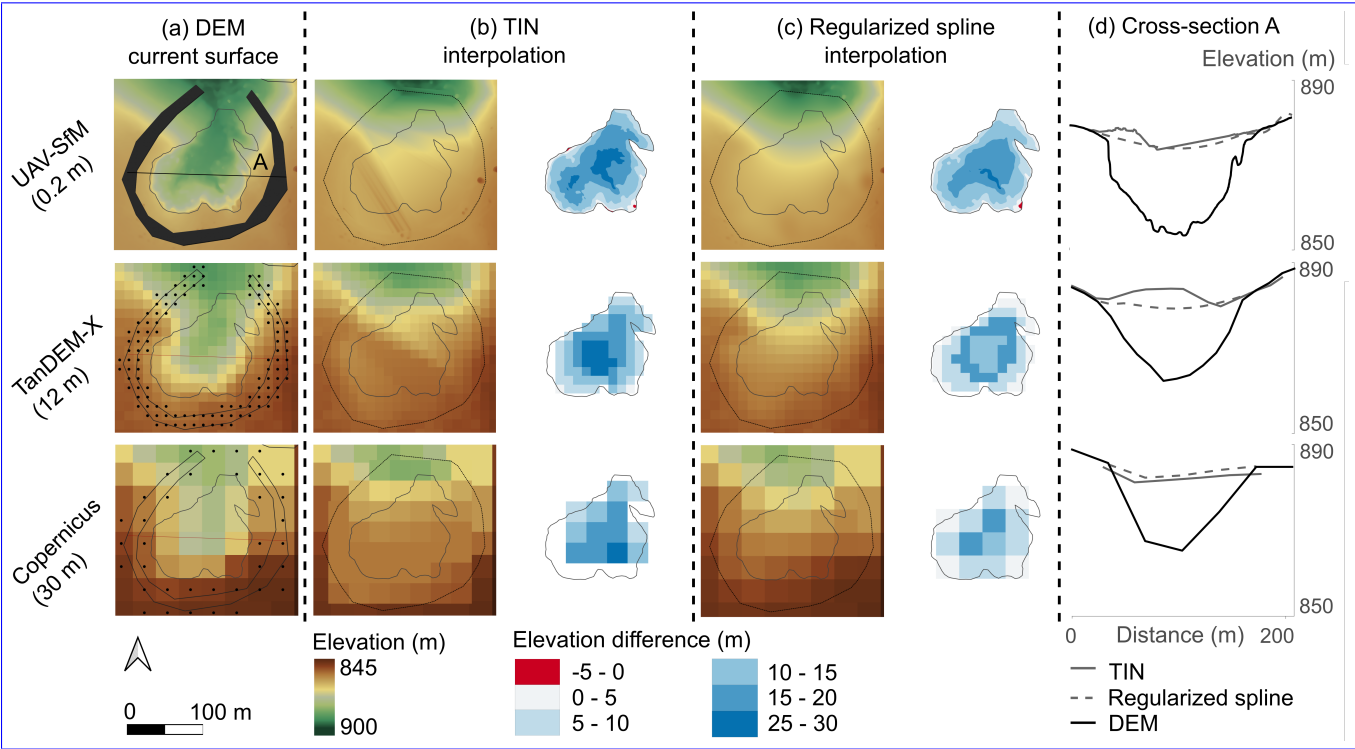 (a) DEM
current surface
(b) TIN
interpolation
(c) Regularized spline
interpolation
(d) Cross-section A
Elevation (m)
UAV-SfM
(0.2 m)
A
890
850
TanDEM-X
(12 m)
890
850
Copernicus
(30 m)
890
850
0
Distance (m)
200
Elevation (m)
845
900
Elevation difference (m)
-5 - 0
0 - 5
5 - 10
10 - 15
15 - 20
25 - 30
0
100 m
TIN
Regularized spline
DEM